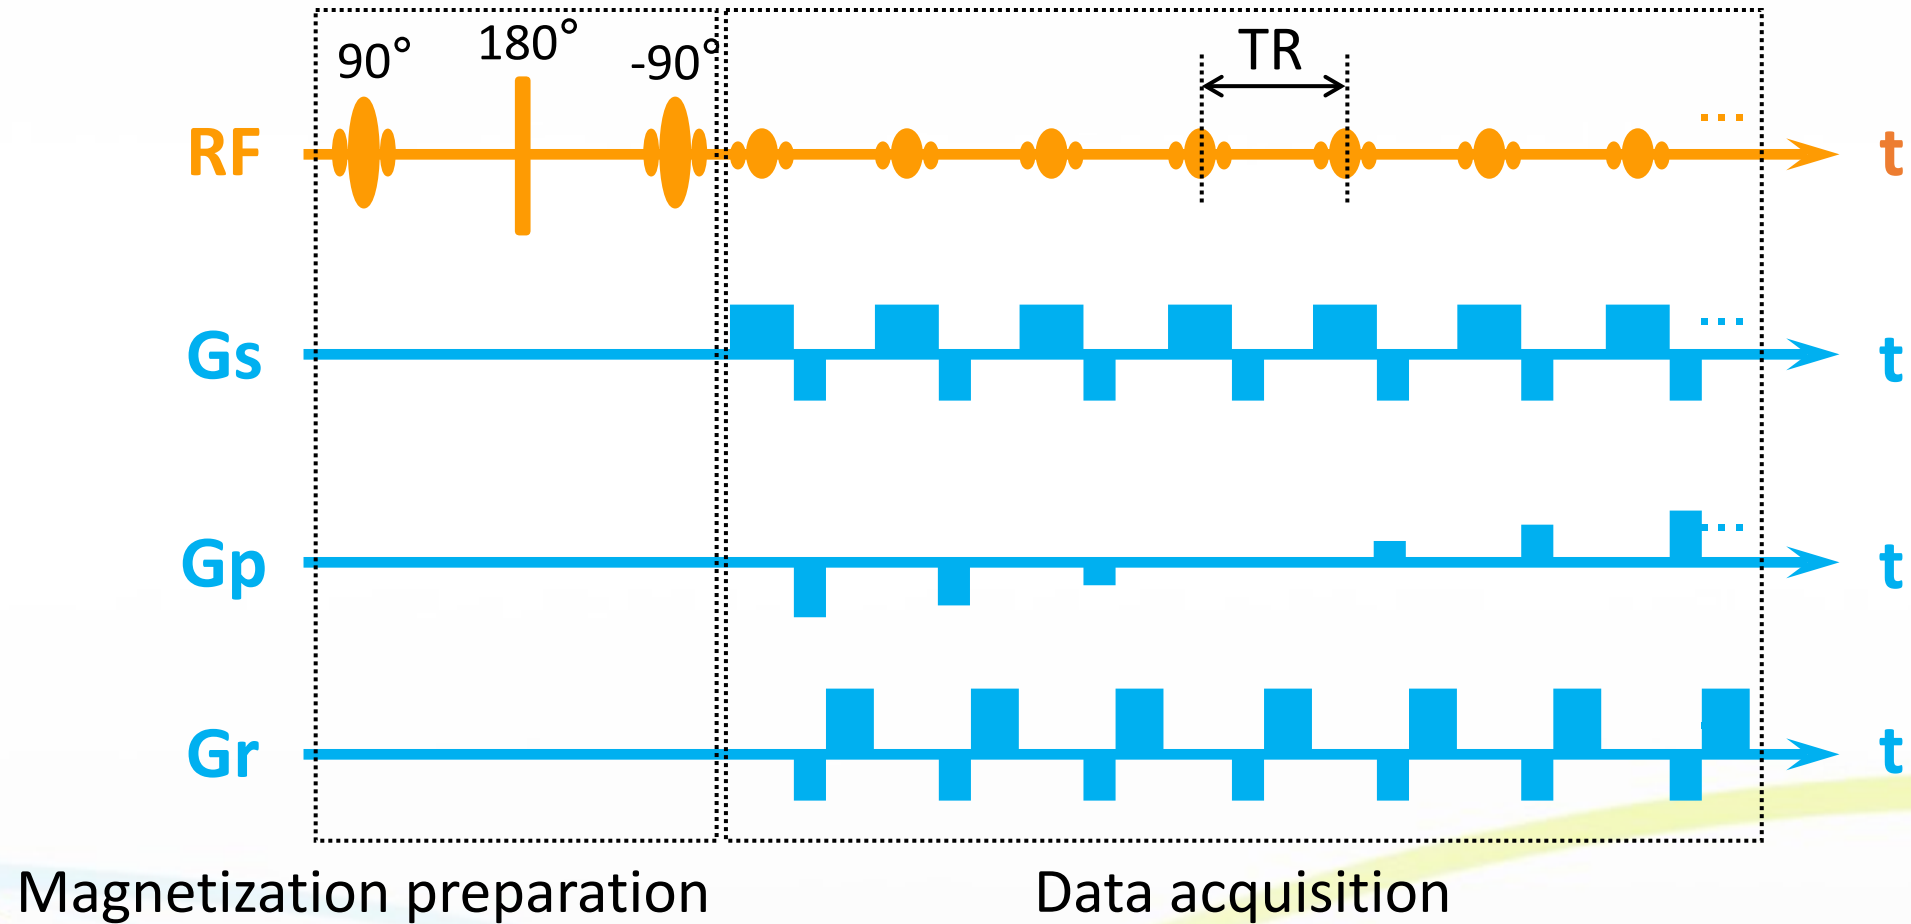 90°
180°
-90°
TR
RF
...
t
Gs
...
t
Gp
...
t
Gr
t
Magnetization preparation
Data acquisition